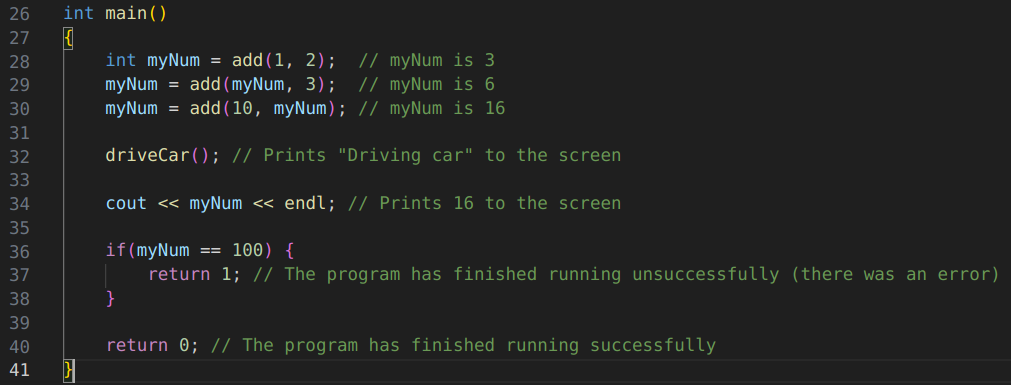 26 int main()
27 {
28     int myNum = add(1, 2);  // myNum is 3
29     myNum = add(myNum, 3);  // myNum is 6
30     myNum = add(10, myNum); // myNum is 16
31
32     driveCar(); // Prints "Driving car" to the screen
33
34     cout << myNum << endl; // Prints 16 to the screen
35
36     if(myNum == 100) {
37         return 1; // The program has finished running unsuccessfully (there was an error)
38     }
39
40     return 0; // The program has finished running successfully
41 }